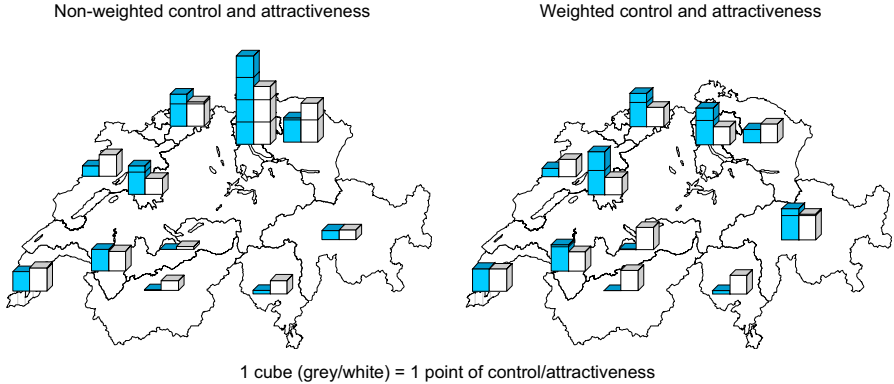 Non-weighted control and attractiveness
Weighted control and attractiveness
1 cube (grey/white) = 1 point of control/attractiveness